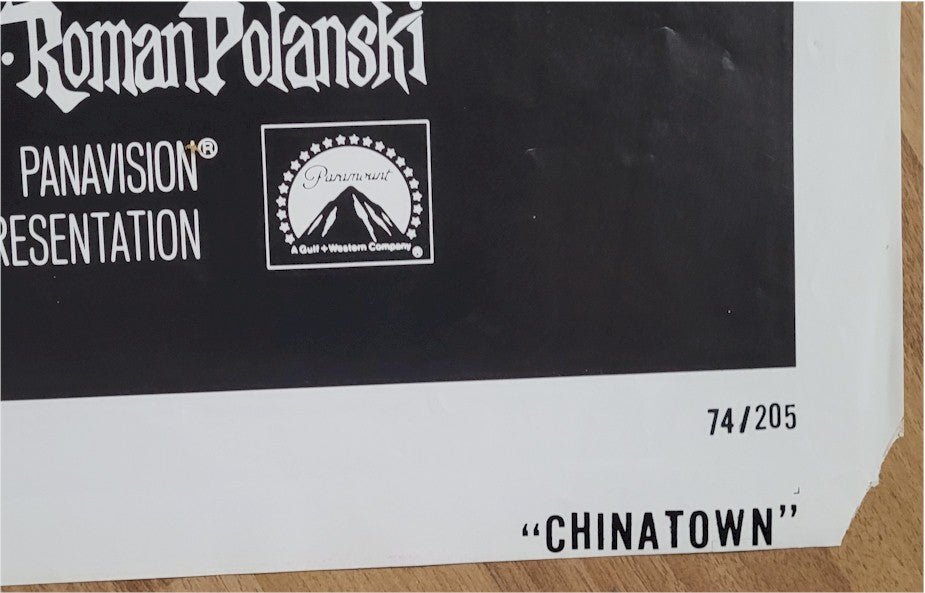 ·Roman Polanski
PANAVISION®
RESENTATION
Paramount
A Gulf + Western Company
®
74/205
“CHINATOWN”